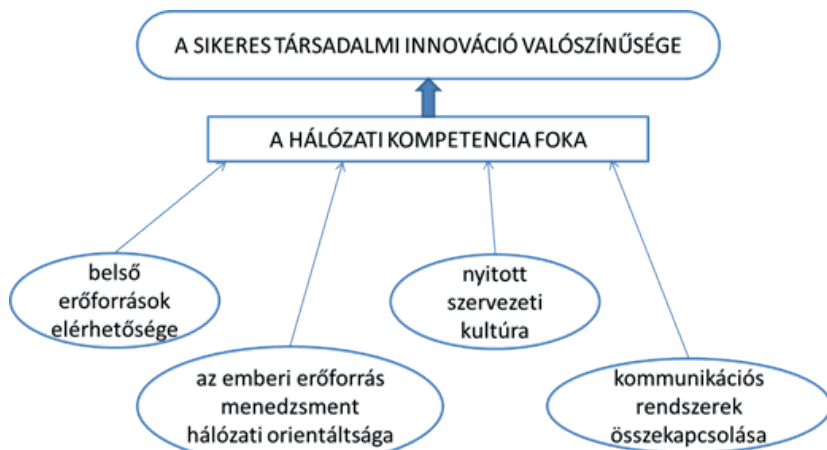 A SIKERES TÁRSADALMI INNOVÁCIÓ VALÓSZÍNŰSÉGE
A HÁLÓZATI KOMPETENCIA FOKA
belső
erőforrások
elérhetősége
nyitott
szervezeti
kultúra
az emberi erőforrás
menedzsment
hálózati orientáltsága
kommunikációs
rendszerek
összekapcsolása